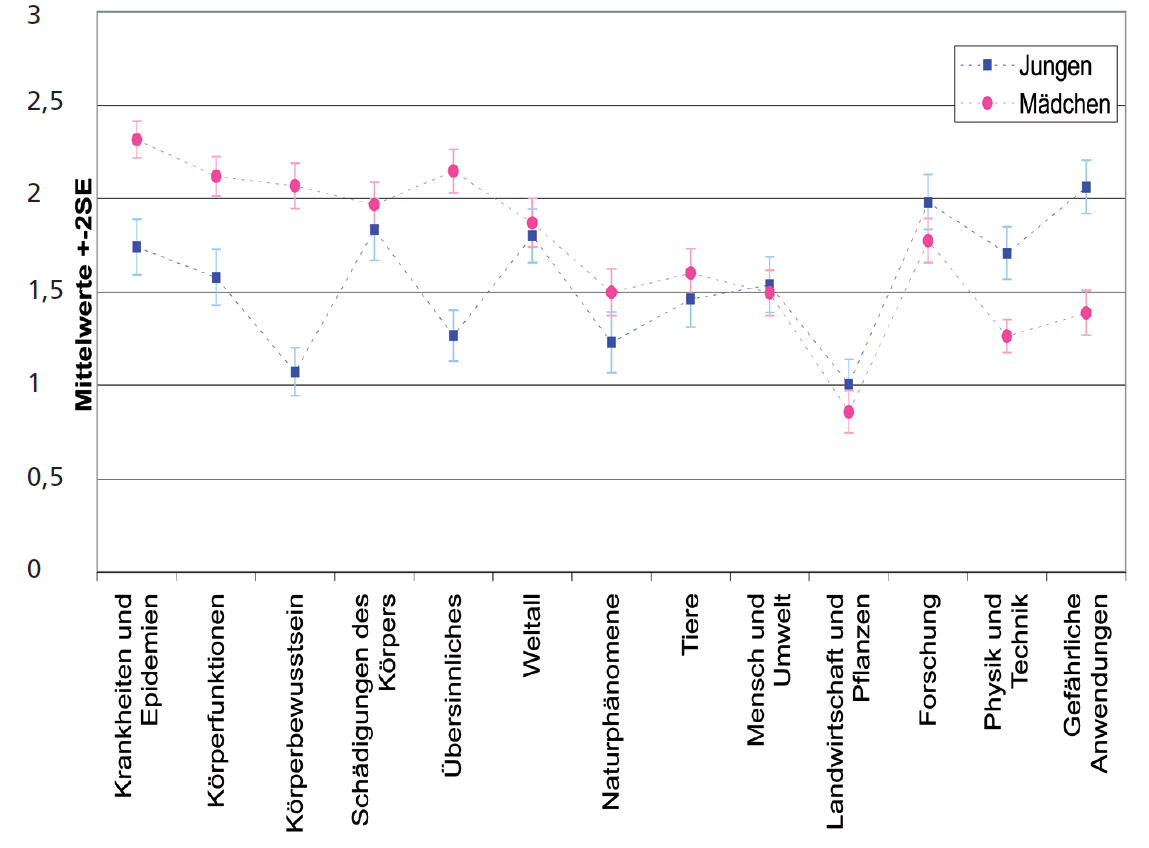 3
2,5
2
1,5
1
0,5
0
Mittelwerte +-2SE
Jungen
Mädchen
Krankheiten und
Epidemien
Körperfunktionen
Körperbewusstsein
Schädigungen des
Körpers
Übersinnliches
Weltall
Naturphänomene
Tiere
Mensch und
Umwelt
Landwirtschaft und
Pflanzen
Forschung
Physik und
Technik
Gefährliche
Anwendungen